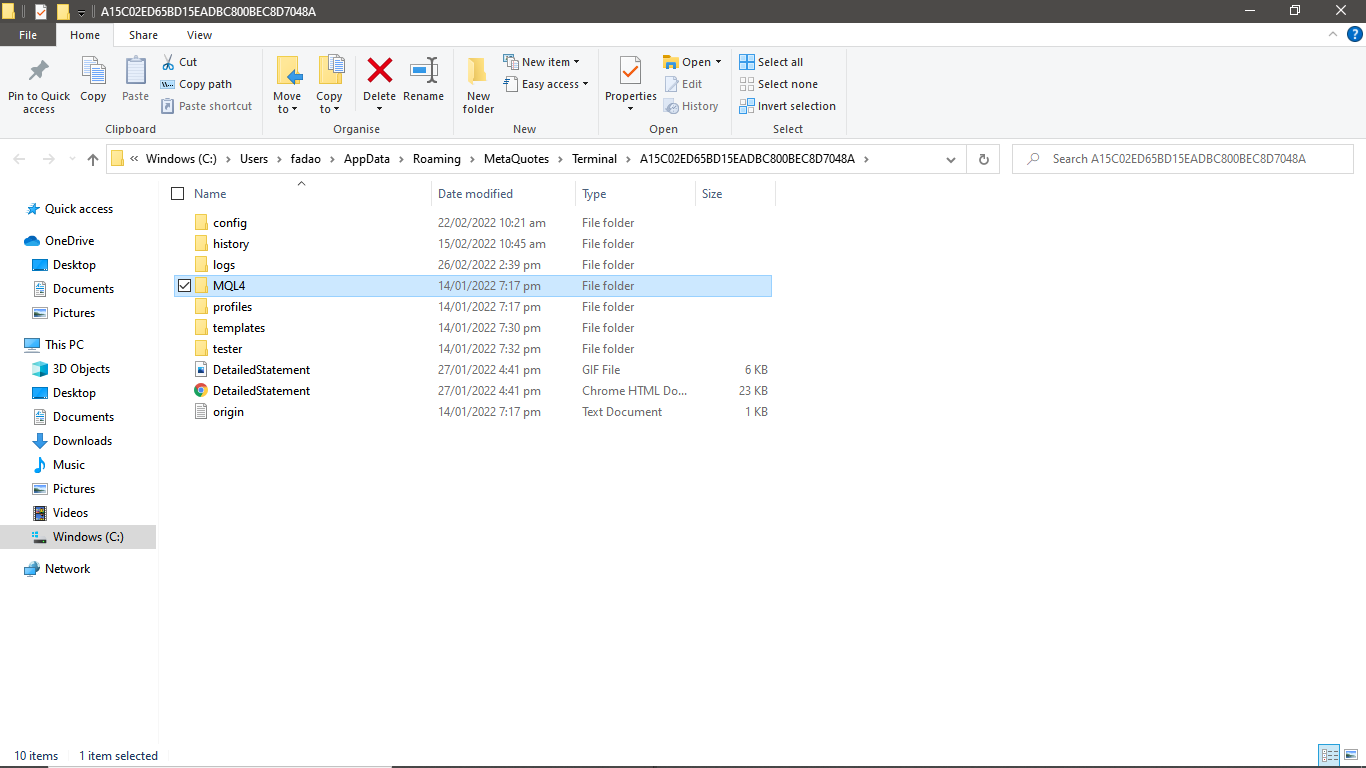 A15C02ED65BD15EADBC800BEC8D7048A
File Home Share View
Pin to Quick access
Copy
Paste
Cut
Copy path
Paste shortcut
Clipboard
Move to
Copy to
Delete
Rename
Organise
New folder
New item
Easy access
New
Properties
Open
Edit
History
Open
Select all
Select none
Invert selection
Select
« Windows (C:) › Users › fadao › AppData › Roaming › MetaQuotes › Terminal › A15C02ED65BD15EADBC800BEC8D7048A ›
Search A15C02ED65BD15EADBC800BEC8D7048A
Quick access
OneDrive
Desktop
Documents
Pictures
This PC
3D Objects
Desktop
Documents
Downloads
Music
Pictures
Videos
Windows (C:)
Network
Name Date modified Type Size
config 22/02/2022 10:21 am File folder
history 15/02/2022 10:45 am File folder
logs 26/02/2022 2:39 pm File folder
MQL4 14/01/2022 7:17 pm File folder
profiles 14/01/2022 7:17 pm File folder
templates 14/01/2022 7:30 pm File folder
tester 14/01/2022 7:32 pm File folder
DetailedStatement 27/01/2022 4:41 pm GIF File 6 KB
DetailedStatement 27/01/2022 4:41 pm Chrome HTML Do... 23 KB
origin 14/01/2022 7:17 pm Text Document 1 KB
10 items 1 item selected